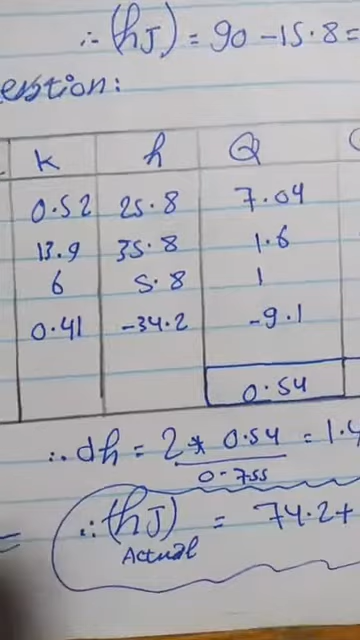 ∴ (hJ) = 90 - 15.8 =
estion:
K h Q
0.52 25.8 7.04
13.9 35.8 1.6
6 5.8 1
0.41 -34.2 -9.1
0.54
∴ dh = 2 * 0.54 / 0.755 = 1.4
∴ (hJ) Actual = 74.2 +